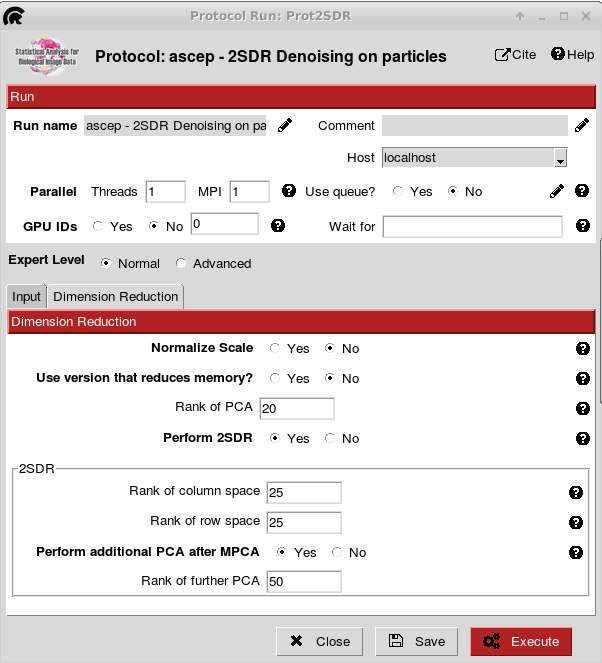 Protocol Run: Prot2SDR
Statistical Analysis for
Biological Image Data
Protocol: ascep - 2SDR Denoising on particles
Cite
Help
Run
Run name ascep - 2SDR Denoising on pa
Comment
Host localhost
Parallel Threads 1 MPI 1 Use queue? Yes No
GPU IDs Yes No 0 Wait for
Expert Level Normal Advanced
Input Dimension Reduction
Dimension Reduction
Normalize Scale Yes No
Use version that reduces memory? Yes No
Rank of PCA 20
Perform 2SDR Yes No
2SDR
Rank of column space 25
Rank of row space 25
Perform additional PCA after MPCA Yes No
Rank of further PCA 50
Close Save Execute